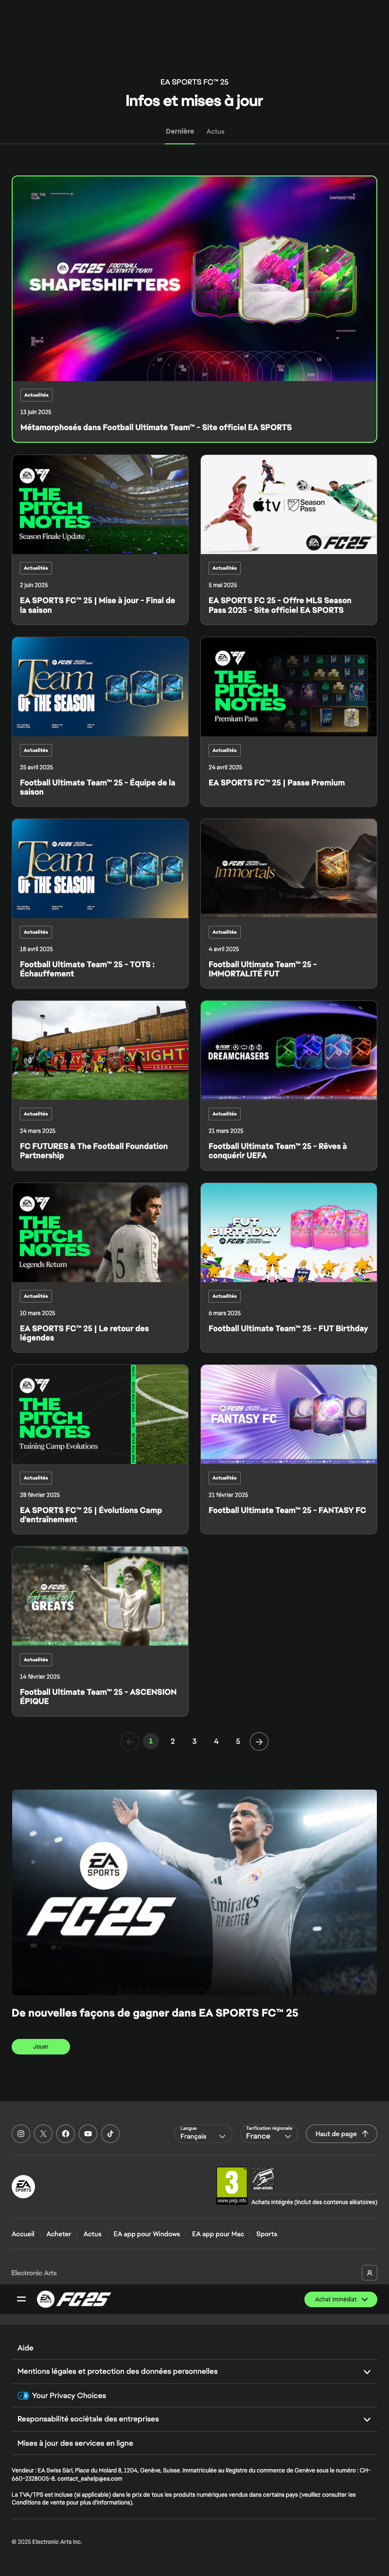 EA SPORTS FC™ 25
Infos et mises à jour
Dernière Actus
FC25 FOOTBALL ULTIMATE TEAM
SHAPESHIFTERS
Actualités
13 juin 2025
Métamorphosés dans Football Ultimate Team™ - Site officiel EA SPORTS
THE
PITCH
NOTES
Season Finale Update
Actualités
2 juin 2025
EA SPORTS FC™ 25 | Mise à jour - Final de
la saison
tv MLS Season
Pass
EA SPORTS FC25
Actualités
5 mai 2025
EA SPORTS FC 25 - Offre MLS Season
Pass 2025 - Site officiel EA SPORTS
FC25
Team
OF THE SEASON
Actualités
25 avril 2025
Football Ultimate Team™ 25 - Équipe de la
saison
THE
PITCH
NOTES
Premium Pass
Actualités
24 avril 2025
EA SPORTS FC™ 25 | Passe Premium
FC25
Team
OF THE SEASON
Actualités
18 avril 2025
Football Ultimate Team™ 25 - TOTS :
Échauffement
FC25
Immortals
Actualités
4 avril 2025
Football Ultimate Team™ 25 -
IMMORTALITÉ FUT
Actualités
24 mars 2025
FC FUTURES & The Football Foundation
Partnership
FC25
DREAMCHASERS
Actualités
21 mars 2025
Football Ultimate Team™ 25 - Rêves à
conquérir UEFA
THE
PITCH
NOTES
Legends Return
5
Actualités
10 mars 2025
EA SPORTS FC™ 25 | Le retour des
légendes
FUT
BIRTHDAY
FC25
Actualités
6 mars 2025
Football Ultimate Team™ 25 - FUT Birthday
THE
PITCH
NOTES
Training Camp Evolutions
Actualités
28 février 2025
EA SPORTS FC™ 25 | Évolutions Camp
d'entraînement
FC25
FANTASY FC
Actualités
21 février 2025
Football Ultimate Team™ 25 - FANTASY FC
FC25
Grassroot
GREATS
Actualités
14 février 2025
Football Ultimate Team™ 25 - ASCENSION
ÉPIQUE
1 2 3 4 5
EA
SPORTS
FC25
Emirates
FLY BETTER
De nouvelles façons de gagner dans EA SPORTS FC™ 25
Jouer
Langue
Français
Tarification régionale
France
Haut de page
EA
SPORTS
3
www.pegi.info
Achats intégrés (inclut des contenus aléatoires)
Accueil Acheter Actus EA app pour Windows EA app pour Mac Sports
Electronic Arts
EA SPORTS FC25
Achat immédiat
Aide
Mentions légales et protection des données personnelles
Your Privacy Choices
Responsabilité sociétale des entreprises
Mises à jour des services en ligne
Vendeur : EA Swiss Sàrl, Place du Molard 8, 1204, Genève, Suisse. Immatriculée au Registre du commerce de Genève sous le numéro : CH-
660-2328005-8. contact_eahelp@ea.com
La TVA/TPS est incluse (si applicable) dans le prix de tous les produits numériques vendus dans certains pays (veuillez consulter les
Conditions de vente pour plus d'informations).
© 2025 Electronic Arts Inc.